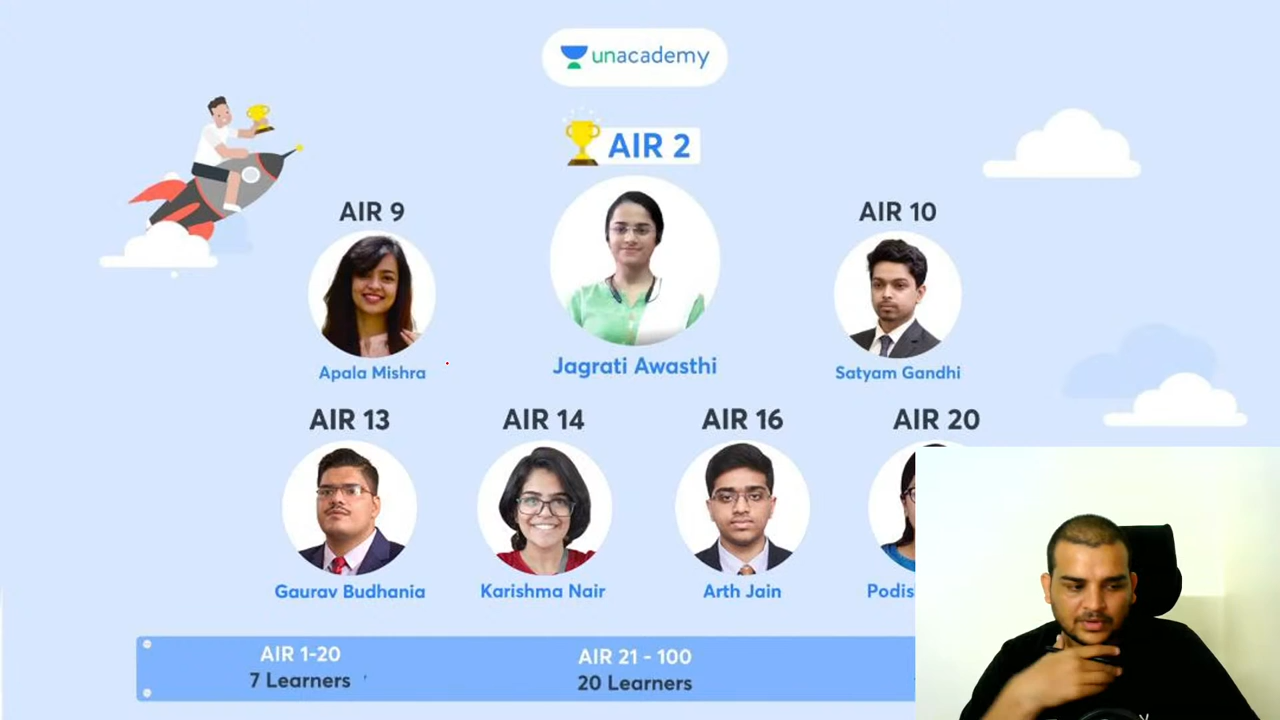 unacademy
AIR 2
AIR 9
AIR 10
Apala Mishra
Jagrati Awasthi
Satyam Gandhi
AIR 13
AIR 14
AIR 16
AIR 20
Gaurav Budhania
Karishma Nair
Arth Jain
Podis
AIR 1-20
AIR 21 - 100
7 Learners
20 Learners